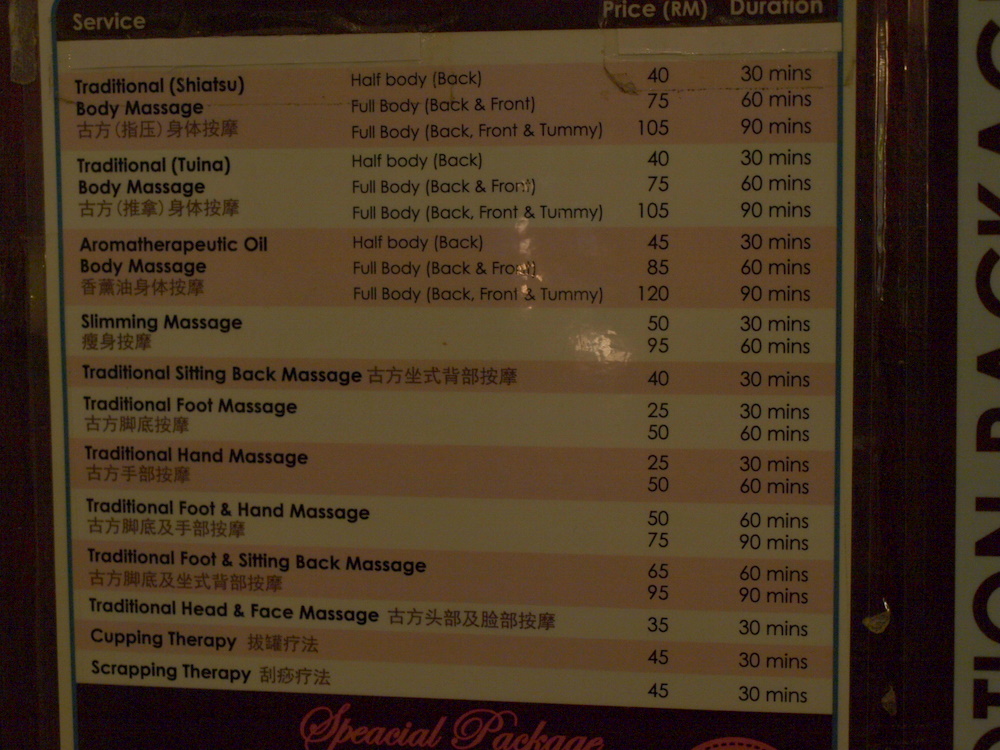 Service Price (RM) Duration
Traditional (Shiatsu) Half body (Back) 40 30 mins
Body Massage Full Body (Back & Front) 75 60 mins
古方(指压)身体按摩 Full Body (Back, Front & Tummy) 105 90 mins
Traditional (Tuina) Half body (Back) 40 30 mins
Body Massage Full Body (Back & Front) 75 60 mins
古方(推拿)身体按摩 Full Body (Back, Front & Tummy) 105 90 mins
Aromatherapeutic Oil Half body (Back) 45 30 mins
Body Massage Full Body (Back & Front) 85 60 mins
香薰油身体按摩 Full Body (Back, Front & Tummy) 120 90 mins
Slimming Massage 50 30 mins
瘦身按摩 95 60 mins
Traditional Sitting Back Massage 古方坐式背部按摩 40 30 mins
Traditional Foot Massage 25 30 mins
古方脚底按摩 50 60 mins
Traditional Hand Massage 25 30 mins
古方手部按摩 50 60 mins
Traditional Foot & Hand Massage 50 60 mins
古方脚底及手部按摩 75 90 mins
Traditional Foot & Sitting Back Massage 65 60 mins
古方脚底及坐式背部按摩 95 90 mins
Traditional Head & Face Massage 古方头部及脸部按摩 35 30 mins
Cupping Therapy 拔罐疗法 45 30 mins
Scrapping Therapy 刮痧疗法 45 30 mins
Speacial Package